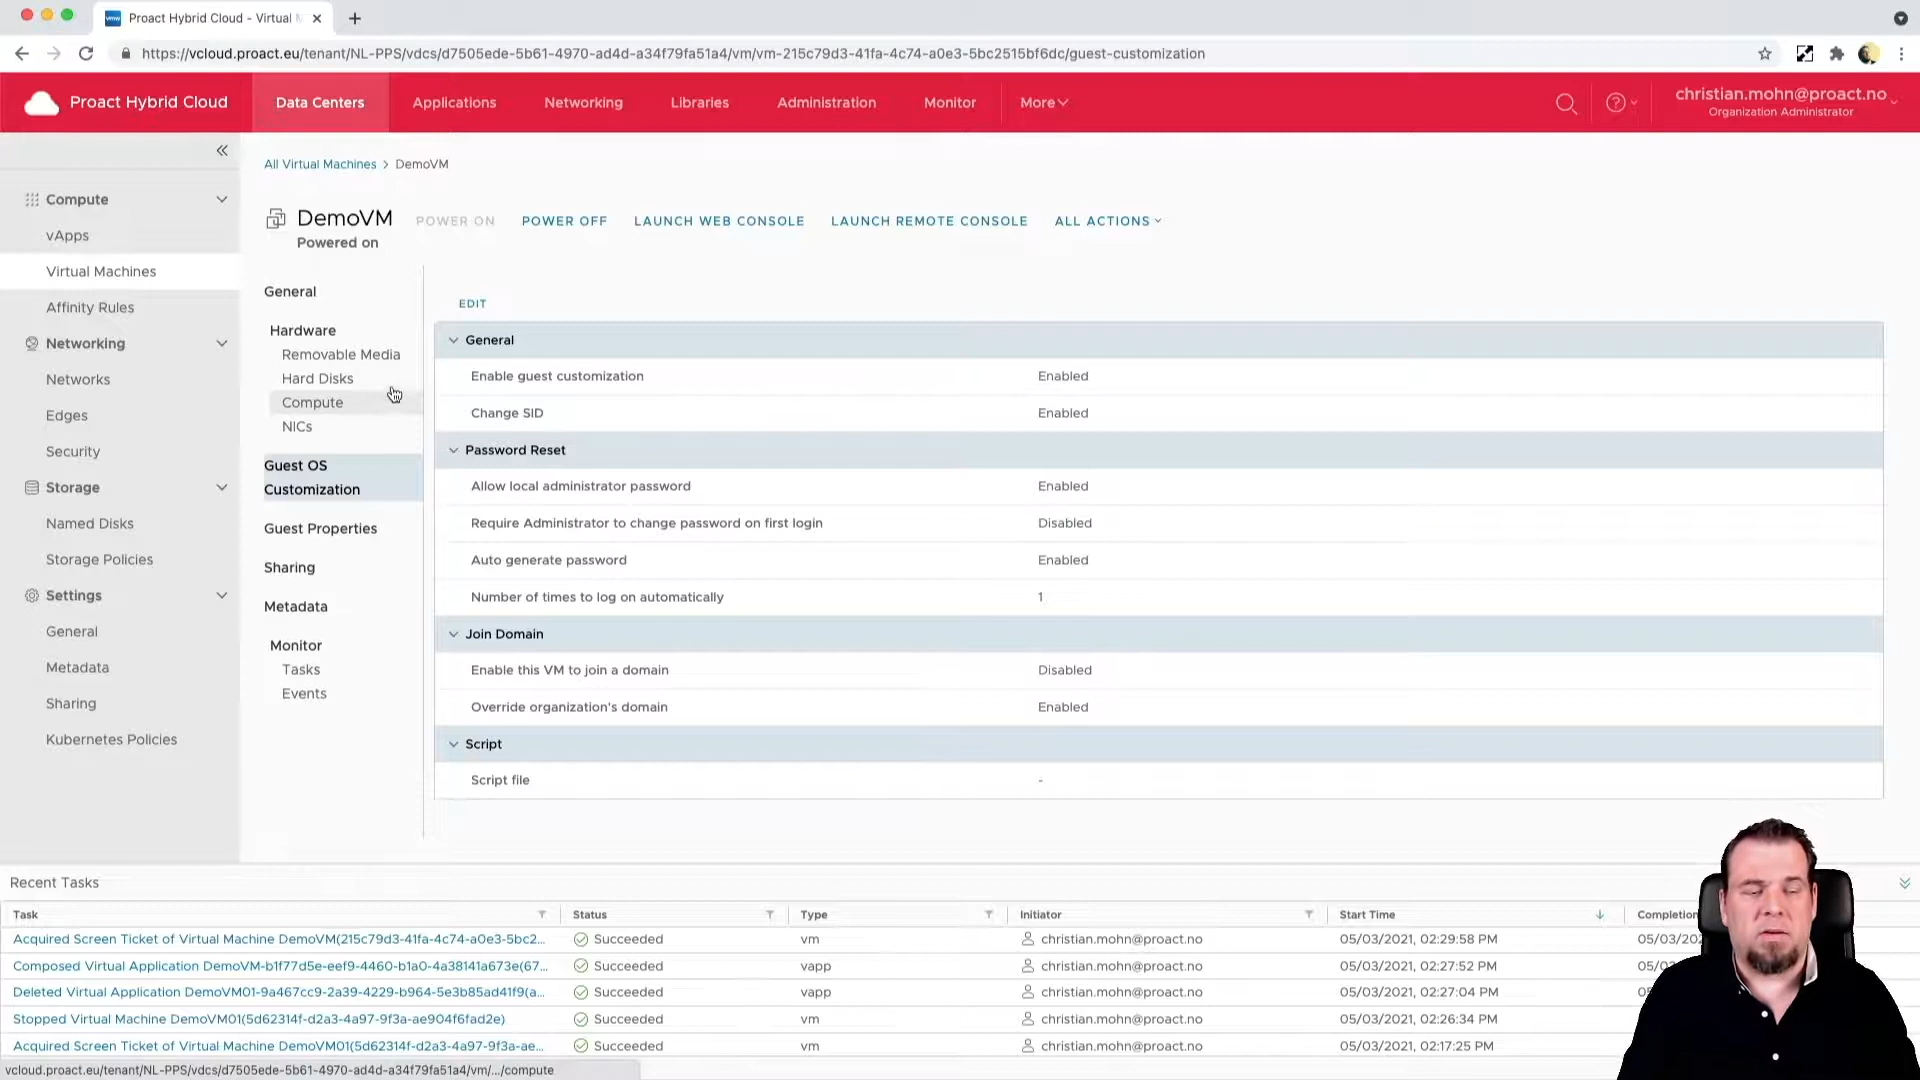 vmw Proact Hybrid Cloud - Virtual
https://vcloud.proact.eu/tenant/NL-PPS/vdcs/d7505ede-5b61-4970-ad4d-a34f79fa51a4/vm/vm-215c79d3-41fa-4c74-a0e3-5bc2515bf6dc/guest-customization
Proact Hybrid Cloud Data Centers Applications Networking Libraries Administration Monitor More
christian.mohn@proact.no
Organization Administrator
All Virtual Machines > DemoVM
DemoVM POWER ON POWER OFF LAUNCH WEB CONSOLE LAUNCH REMOTE CONSOLE ALL ACTIONS
Powered on
Compute
vApps
Virtual Machines
Affinity Rules
Networking
Networks
Edges
Security
Storage
Named Disks
Storage Policies
Settings
General
Metadata
Sharing
Kubernetes Policies
General
Hardware
Removable Media
Hard Disks
Compute
NICs
Guest OS
Customization
Guest Properties
Sharing
Metadata
Monitor
Tasks
Events
EDIT
General
Enable guest customization Enabled
Change SID Enabled
Password Reset
Allow local administrator password Enabled
Require Administrator to change password on first login Disabled
Auto generate password Enabled
Number of times to log on automatically 1
Join Domain
Enable this VM to join a domain Disabled
Override organization's domain Enabled
Script
Script file -
Recent Tasks
Task Status Type Initiator Start Time Completion
Acquired Screen Ticket of Virtual Machine DemoVM(215c79d3-41fa-4c74-a0e3-5bc2... Succeeded vm christian.mohn@proact.no 05/03/2021, 02:29:58 PM 05/03/202
Composed Virtual Application DemoVM-b1f77d5e-eef9-4460-b1a0-4a38141a673e(67... Succeeded vapp christian.mohn@proact.no 05/03/2021, 02:27:52 PM 05/0
Deleted Virtual Application DemoVM01-9a467cc9-2a39-4229-b964-5e3b85ad41f9(a... Succeeded vapp christian.mohn@proact.no 05/03/2021, 02:27:04 PM
Stopped Virtual Machine DemoVM01(5d62314f-d2a3-4a97-9f3a-ae904f6fad2e) Succeeded vm christian.mohn@proact.no 05/03/2021, 02:26:34 PM
Acquired Screen Ticket of Virtual Machine DemoVM01(5d62314f-d2a3-4a97-9f3a-ae... Succeeded vm christian.mohn@proact.no 05/03/2021, 02:17:25 PM
vcloud.proact.eu/tenant/NL-PPS/vdcs/d7505ede-5b61-4970-ad4d-a34f79fa51a4/vm/.../compute